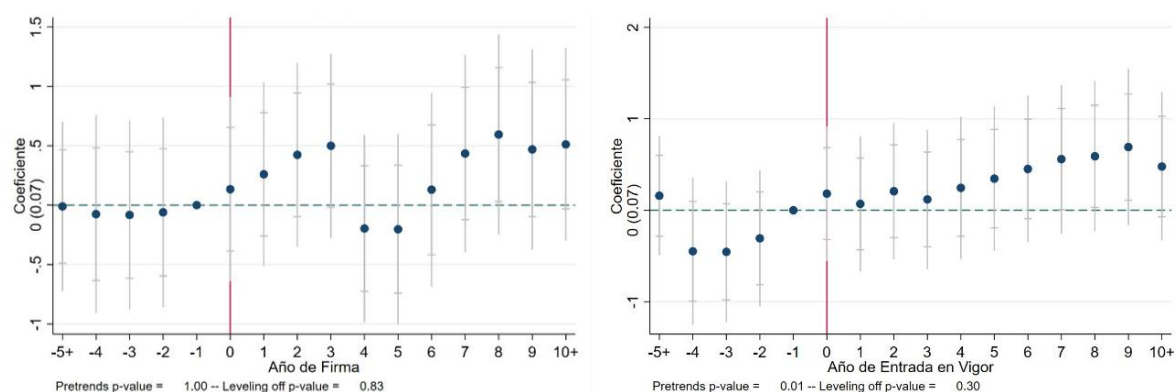 1.5
1
.5
0 (0.07)
-.5
-1
Coeficiente
-5+ -4 -3 -2 -1 0 1 2 3 4 5 6 7 8 9 10+
Año de Firma
Pretrends p-value = 1.00 -- Leveling off p-value = 0.83
2
1
0 (0.07)
-1
Coeficiente
-5+ -4 -3 -2 -1 0 1 2 3 4 5 6 7 8 9 10+
Año de Entrada en Vigor
Pretrends p-value = 0.01 -- Leveling off p-value = 0.30